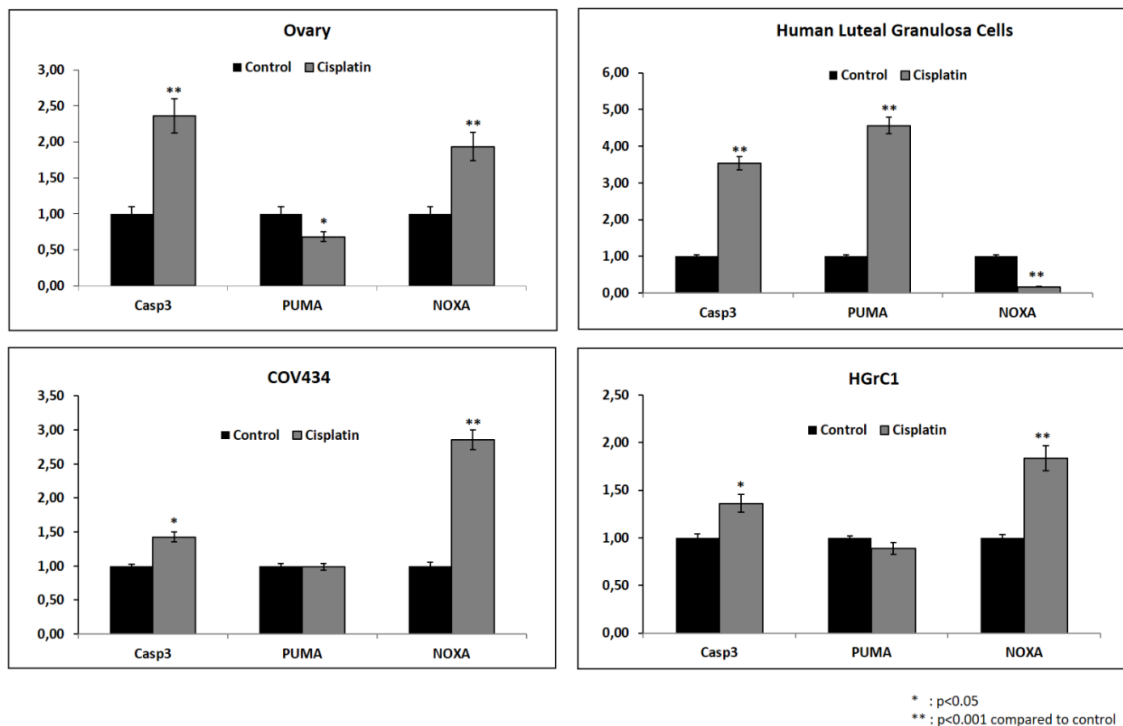 Ovary
Control Cisplatin
3,00
2,50
2,00
1,50
1,00
0,50
0,00
**
*
**
Casp3 PUMA NOXA
Human Luteal Granulosa Cells
Control Cisplatin
6,00
5,00
4,00
3,00
2,00
1,00
0,00
**
**
**
Casp3 PUMA NOXA
COV434
Control Cisplatin
3,50
3,00
2,50
2,00
1,50
1,00
0,50
0,00
*
**
Casp3 PUMA NOXA
HGrC1
Control Cisplatin
2,50
2,00
1,50
1,00
0,50
0,00
*
**
Casp3 PUMA NOXA
* : p<0.05
** : p<0.001 compared to control